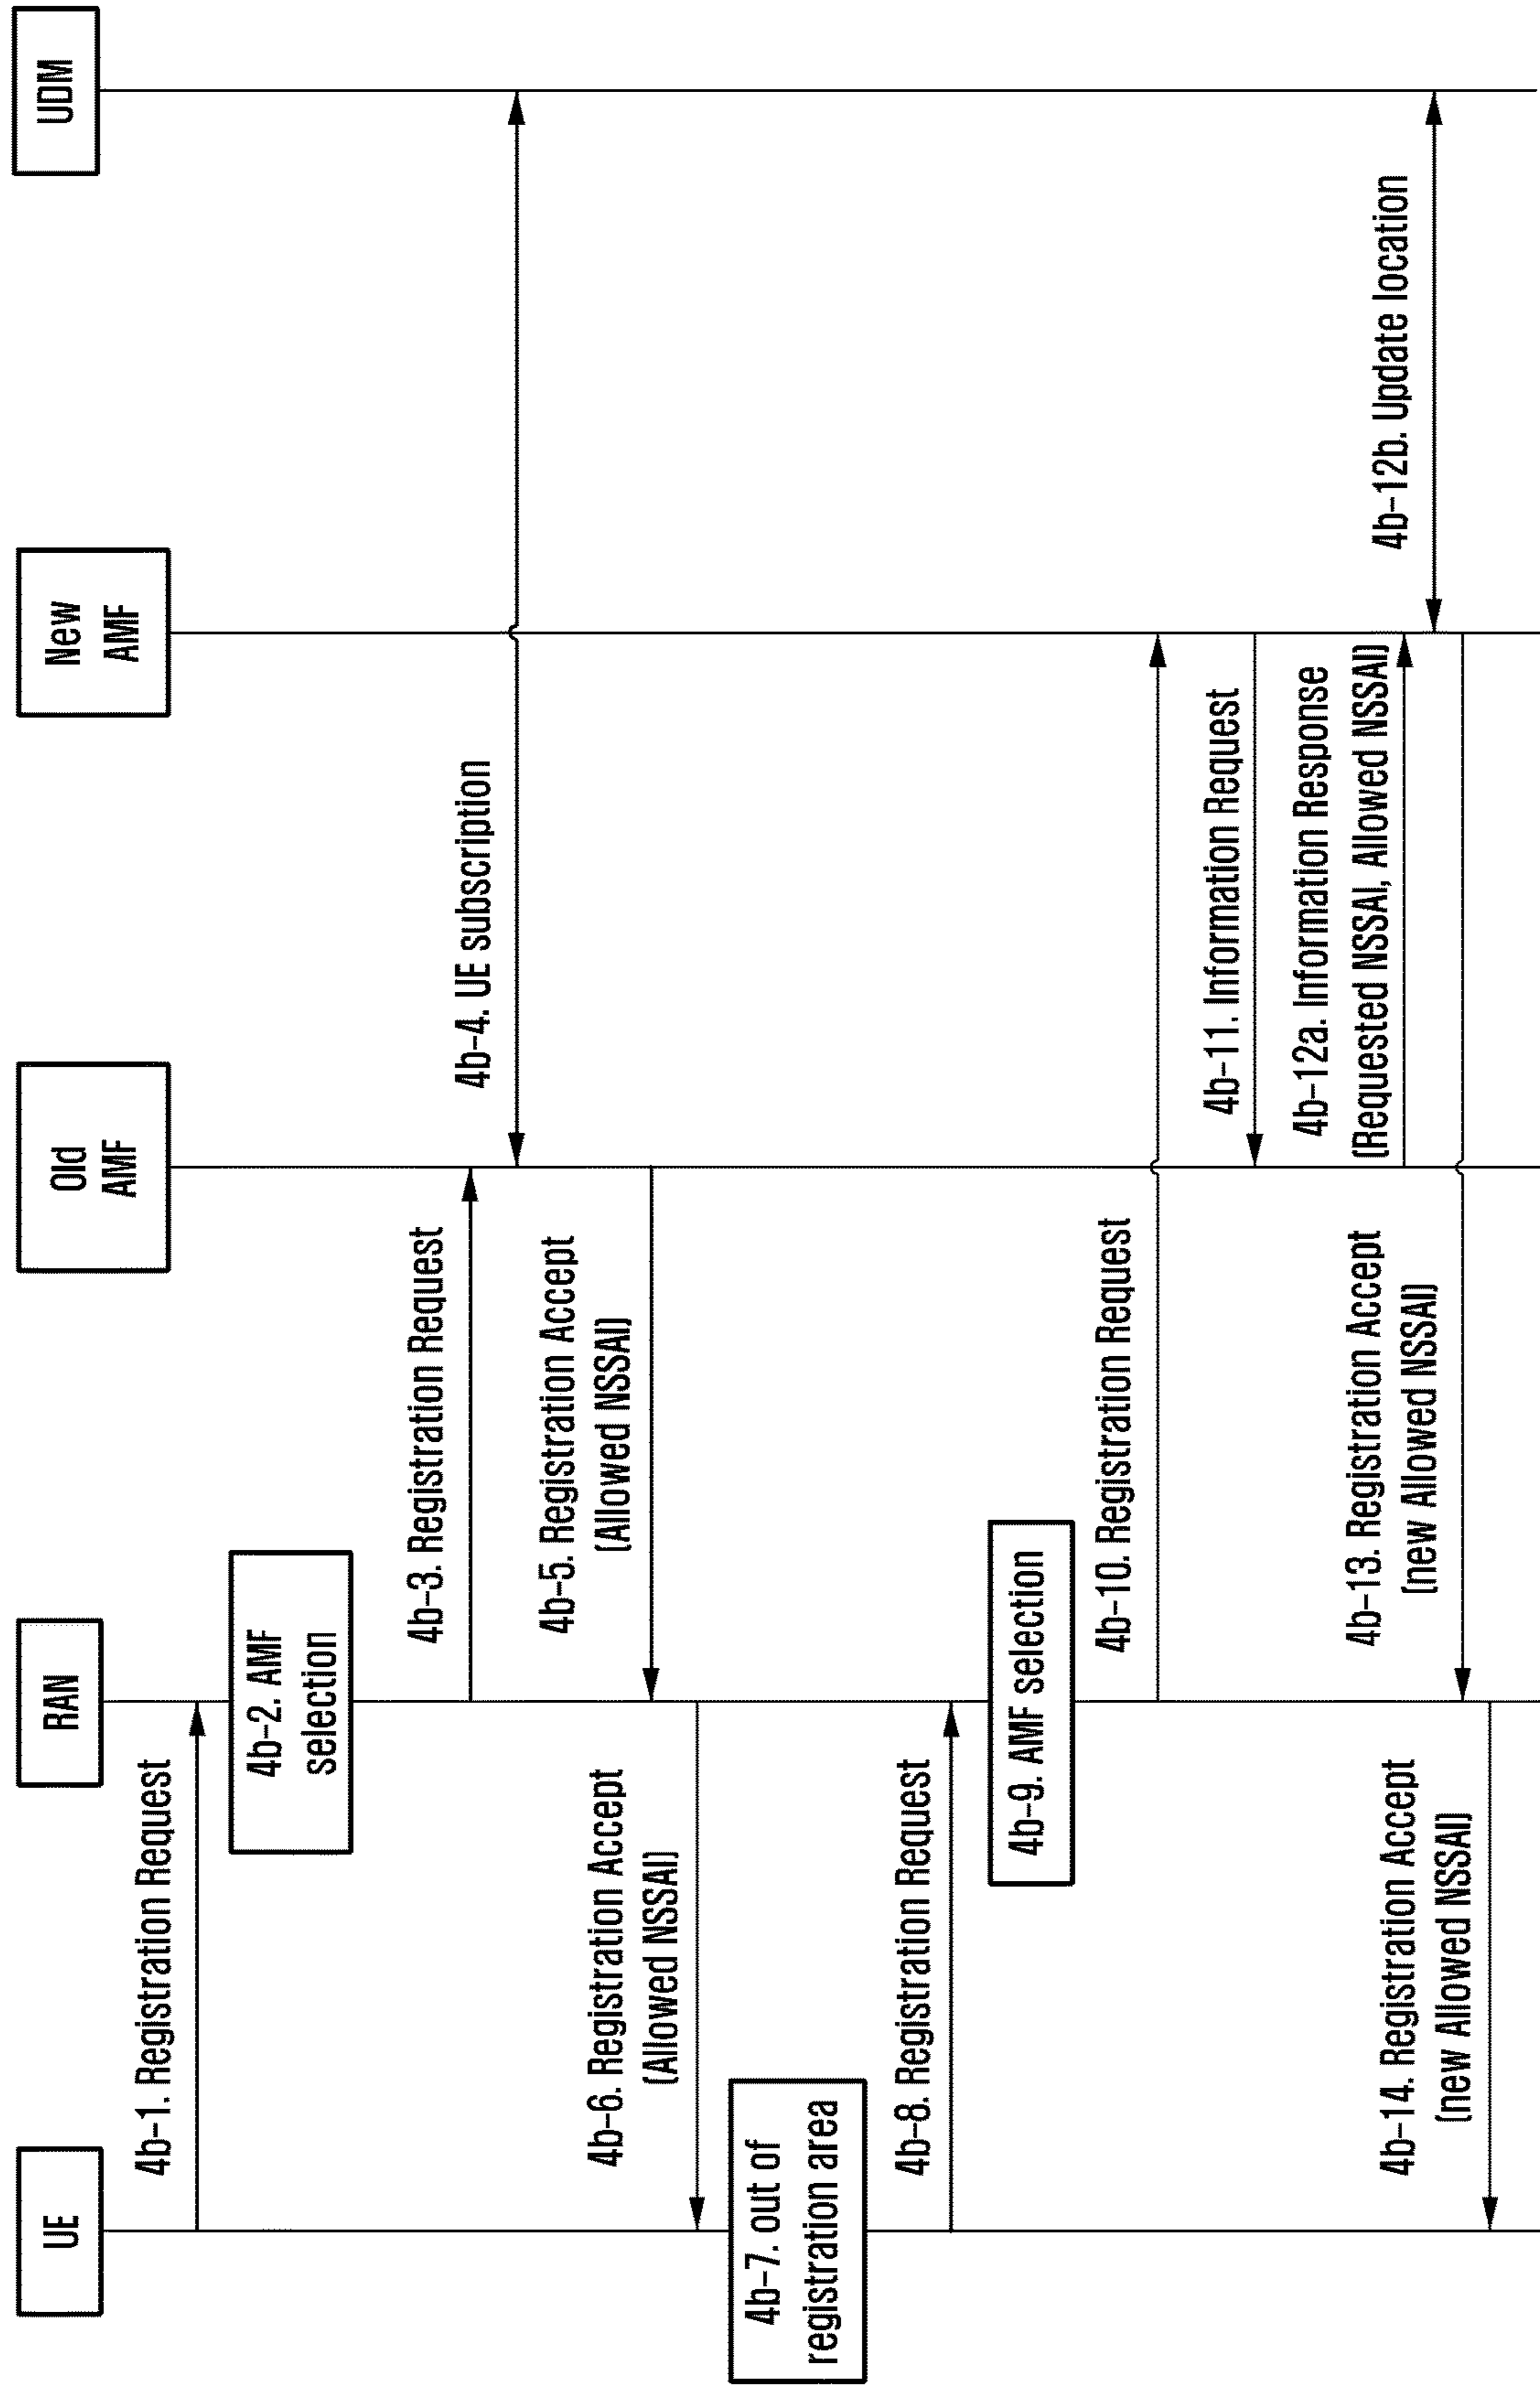 UE
RAN
Old
AMF
New
AMF
UDM
4b-1. Registration Request
4b-2. AMF
selection
4b-3. Registration Request
4b-4. UE subscription
4b-5. Registration Accept
(Allowed NSSAI)
4b-6. Registration Accept
(Allowed NSSAI)
4b-7. out of
registration area
4b-8. Registration Request
4b-9. AMF selection
4b-10. Registration Request
4b-11. Information Request
4b-12a. Information Response
(Requested NSSAI, Allowed NSSAI)
4b-12b. Update location
4b-13. Registration Accept
(new Allowed NSSAI)
4b-14. Registration Accept
(new Allowed NSSAI)